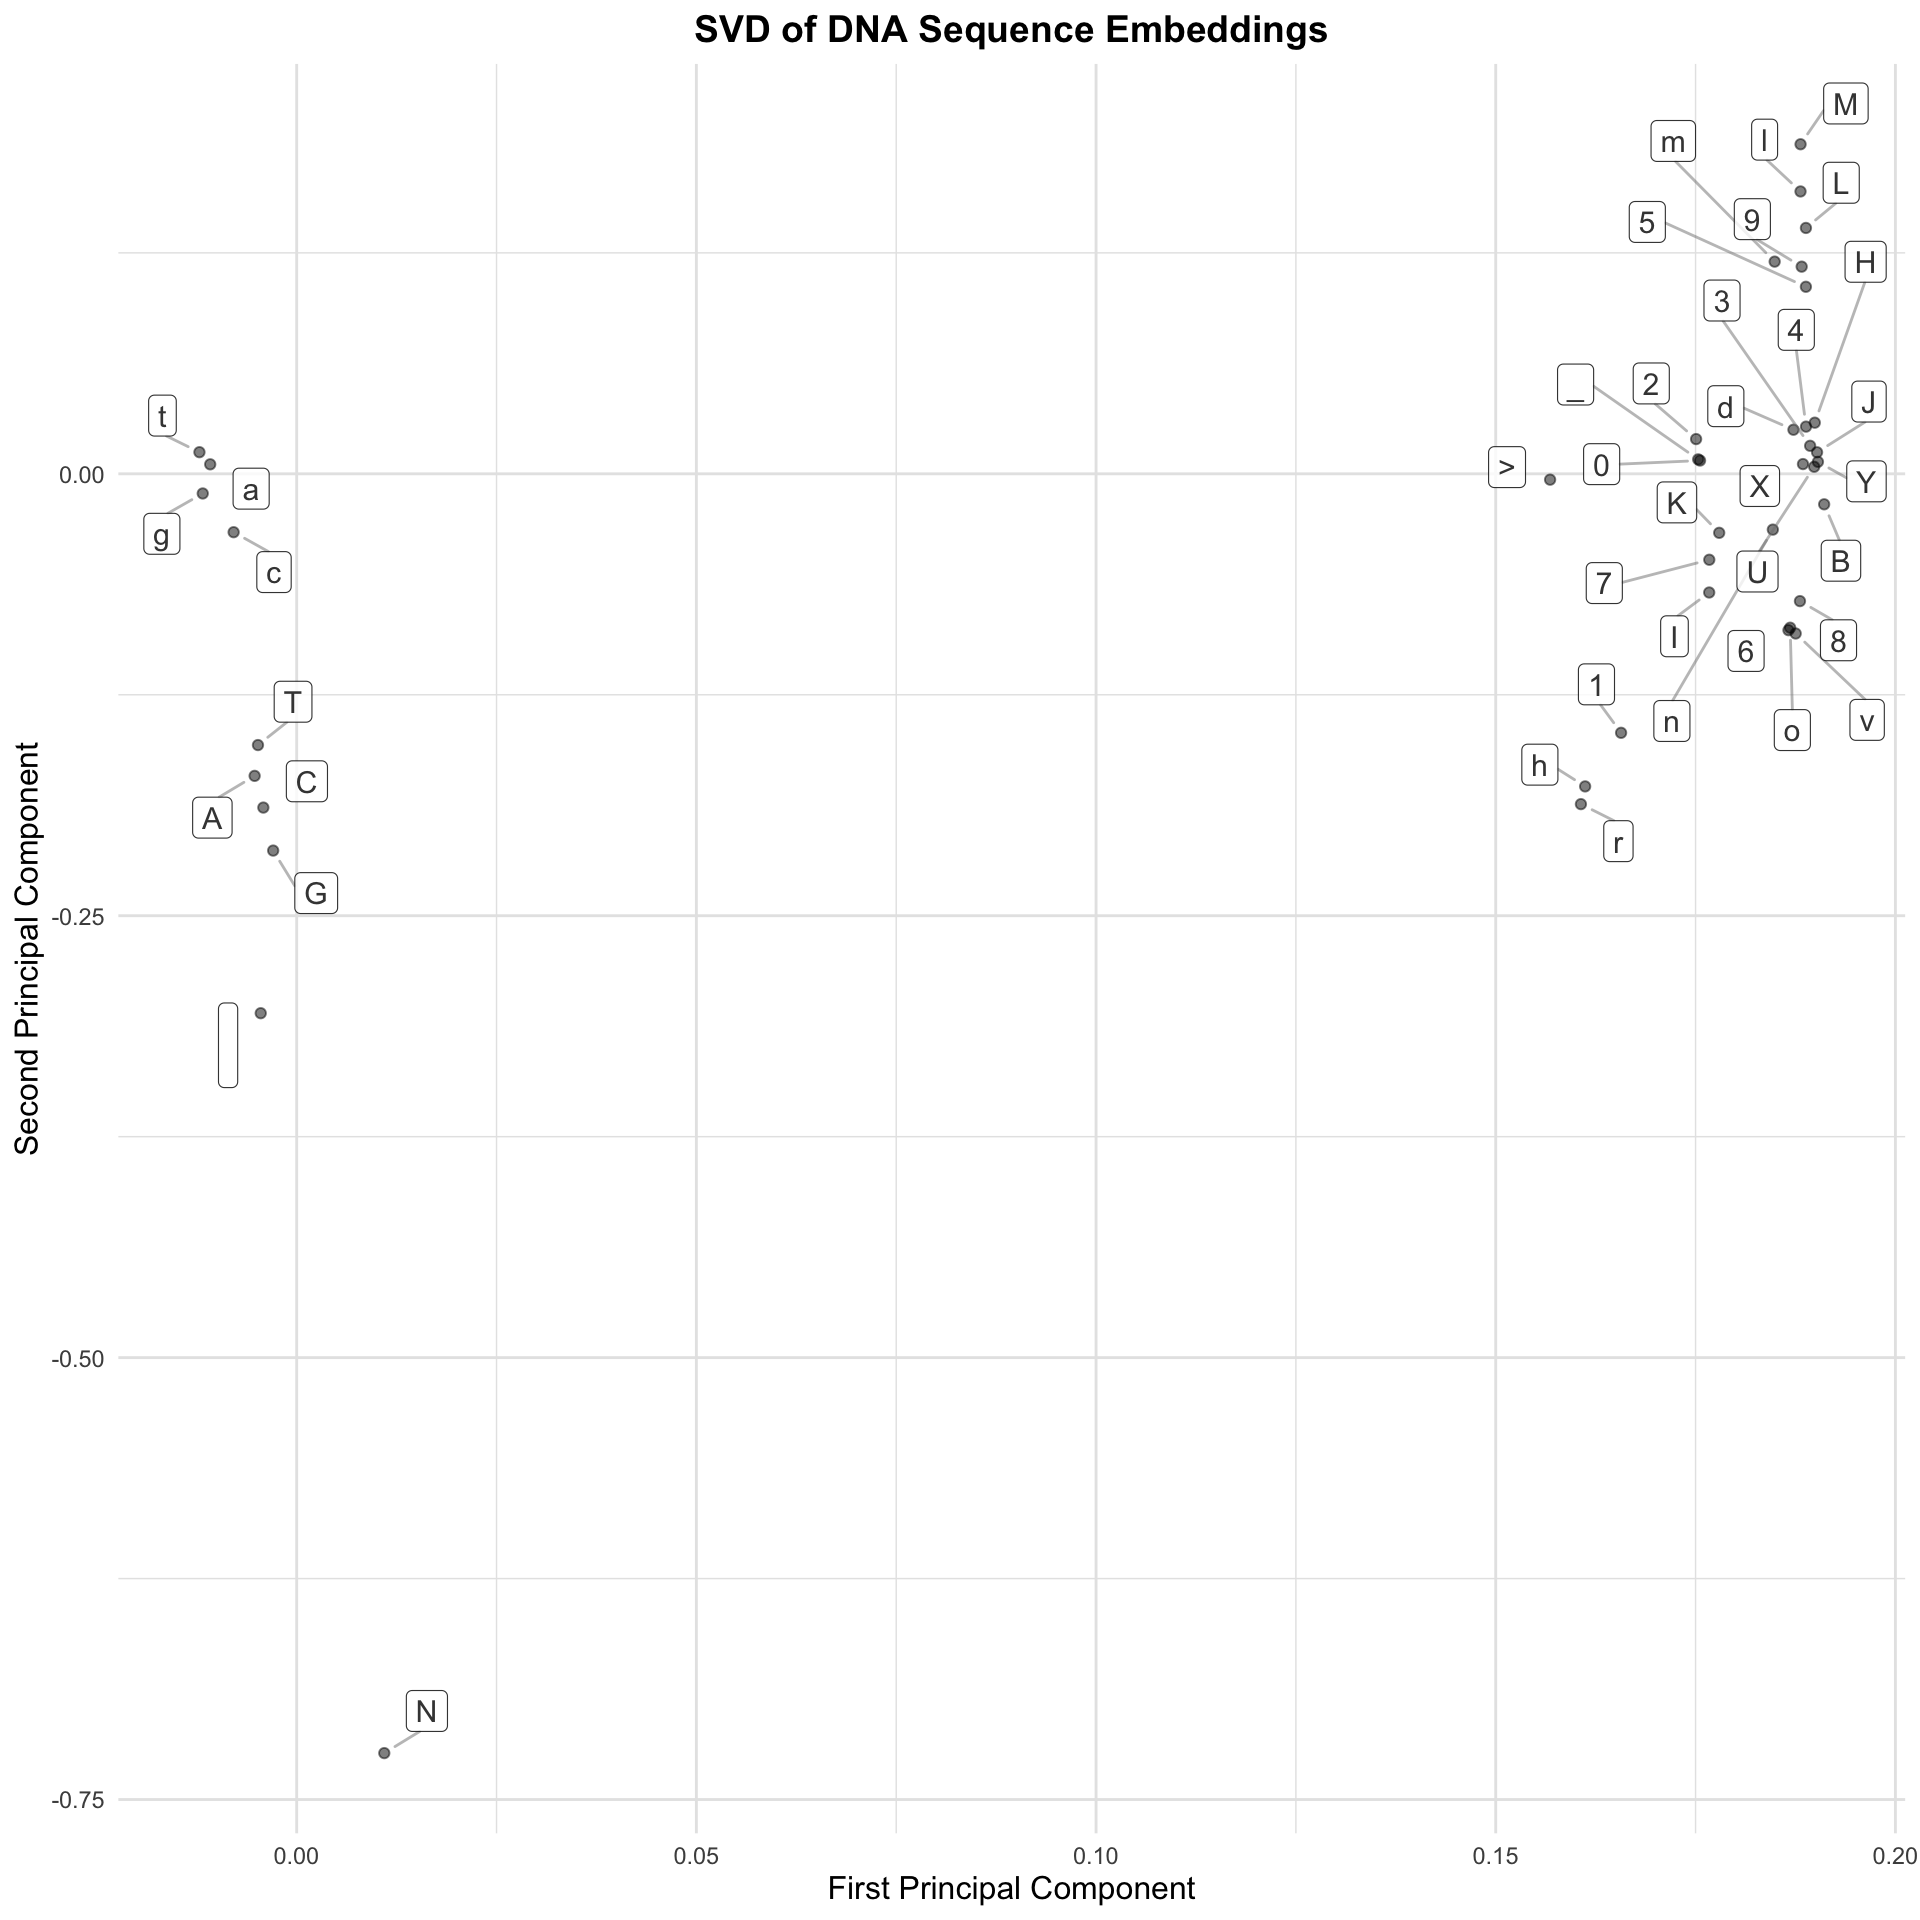 SVD of DNA Sequence Embeddings
M
m
l
L
5
9
H
3
4
_
2
d
J
t
>
0
K
X
Y
a
g
c
7
U
B
l
6
8
1
n
o
v
T
C
h
A
r
G
N
0.00
-0.25
-0.50
-0.75
Second Principal Component
0.00
0.05
0.10
0.15
0.20
First Principal Component